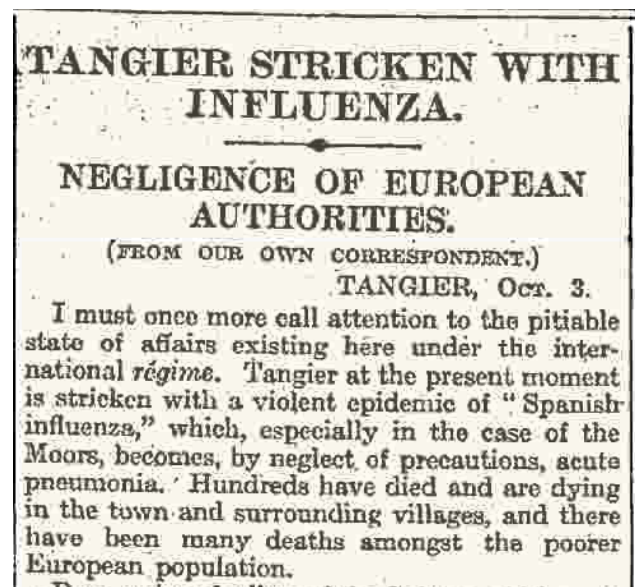 TANGIER STRICKEN WITH
INFLUENZA.
NEGLIGENCE OF EUROPEAN
AUTHORITIES.
(FROM OUR OWN CORRESPONDENT.)
TANGIER, OCT. 3.
I must once more call attention to the pitiable
state of affairs existing here under the inter-
national régime. Tangier at the present moment
is stricken with a violent epidemic of "Spanish
influenza," which, especially in the case of the
Moors, becomes, by neglect of precautions, acute
pneumonia. Hundreds have died and are dying
in the town and surrounding villages, and there
have been many deaths amongst the poorer
European population.